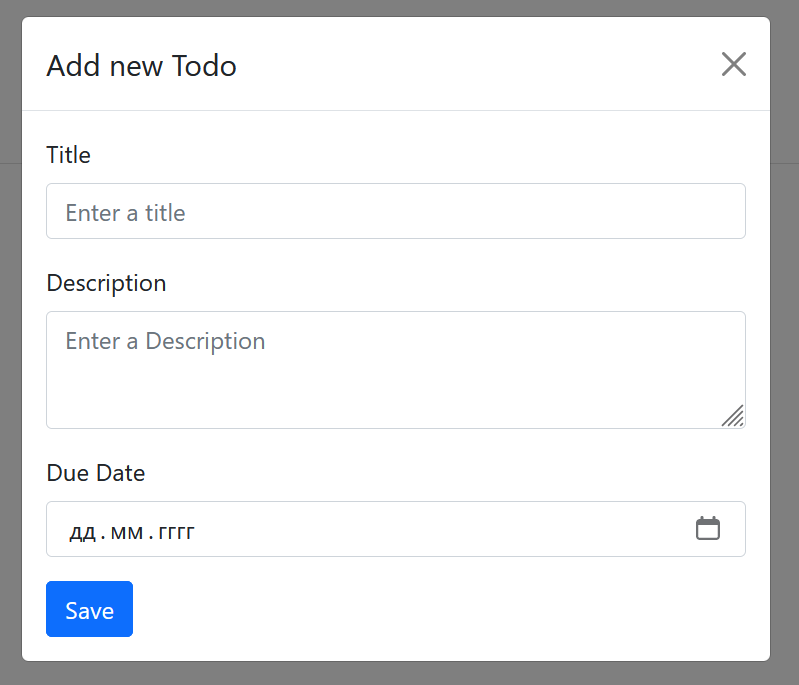 Add new Todo
Title
Enter a title
Description
Enter a Description
Due Date
дд.мм.гггг
Save